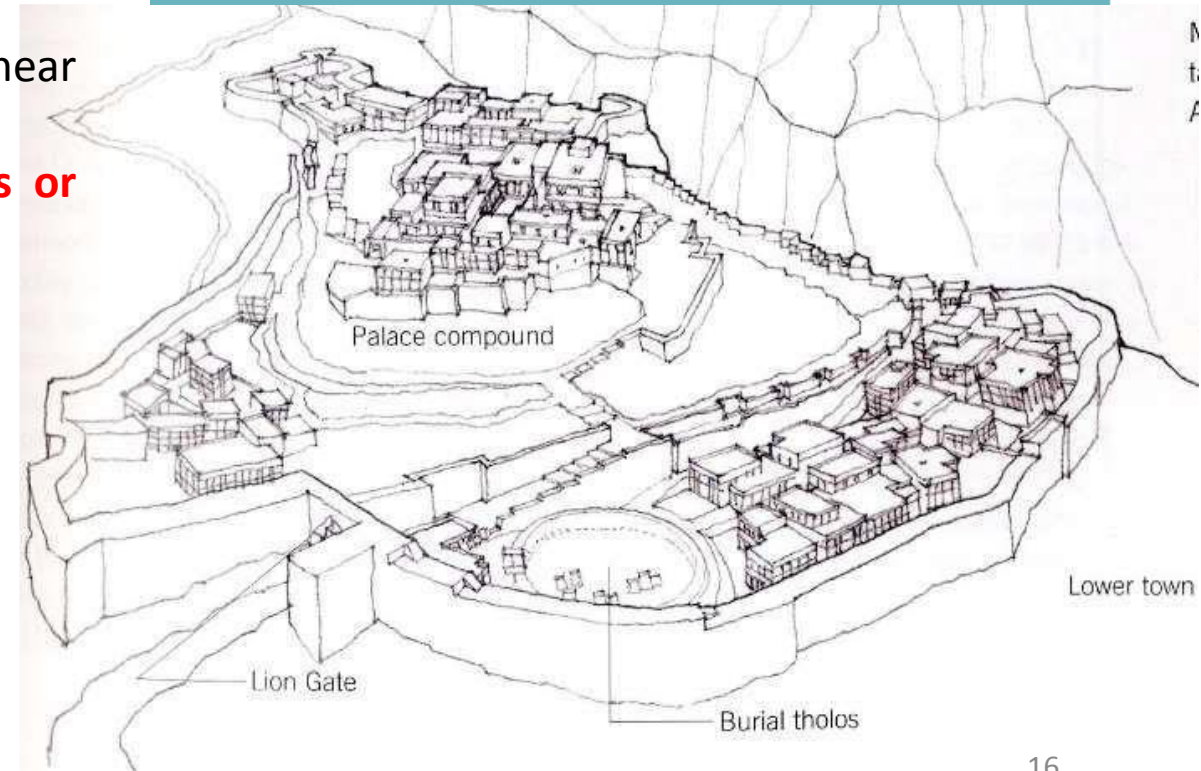 near
s or
Palace compound
Lower town
Lion Gate
Burial tholos
16